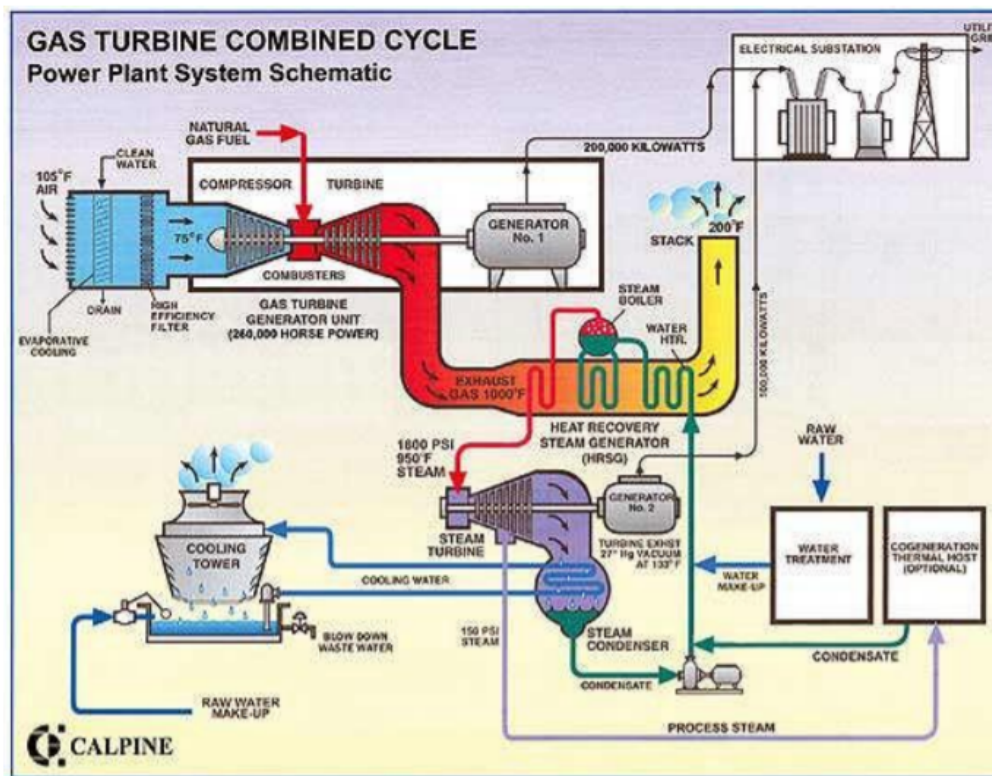 GAS TURBINE COMBINED CYCLE
Power Plant System Schematic
UTILITY
GRID
ELECTRICAL SUBSTATION
NATURAL
GAS FUEL
200,000 KILOWATTS
CLEAN
WATER
105°F
AIR
COMPRESSOR
TURBINE
75°F
GENERATOR
No. 1
200°F
STACK
COMBUSTERS
DRAIN
HIGH
EFFICIENCY
FILTER
EVAPORATIVE
COOLING
GAS TURBINE
GENERATOR UNIT
(260,000 HORSE POWER)
STEAM
BOILER
WATER
HTR.
100,000 KILOWATTS
EXHAUST
GAS 1000°F
HEAT RECOVERY
STEAM GENERATOR
(HRSG)
1800 PSI
950°F
STEAM
RAW
WATER
GENERATOR
No. 2
STEAM
TURBINE
TURBINE EXHST
27" Hg VACUUM
AT 133°F
WATER
TREATMENT
COGENERATION
THERMAL HOST
(OPTIONAL)
COOLING
TOWER
COOLING WATER
WATER
MAKE-UP
BLOW DOWN
WASTE WATER
150 PSI
STEAM
STEAM
CONDENSER
CONDENSATE
CONDENSATE
RAW WATER
MAKE-UP
PROCESS STEAM
CALPINE